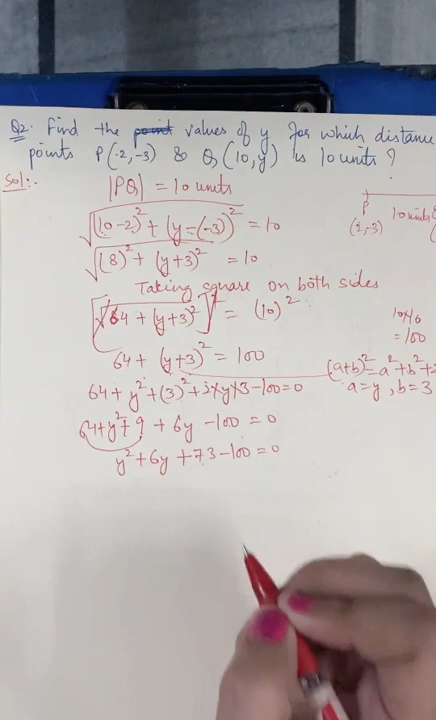 Q2. Find the point values of y for which distance
points P(2,-3) & Q(10,y) is 10 units?
Sol:-
|PQ| = 10 units
√((10-2)² + (y-(-3))²) = 10
P 10 units
(2,-3)
√((8)² + (y+3)²) = 10
Taking square on both sides
[√(64 + (y+3)²)]² = (10)²
10×10
= 100
64 + (y+3)² = 100
(a+b)² = a² + b² + 2
64 + y² + (3)² + 2×y×3 - 100 = 0
a = y, b = 3
64 + y² + 9 + 6y - 100 = 0
y² + 6y + 73 - 100 = 0